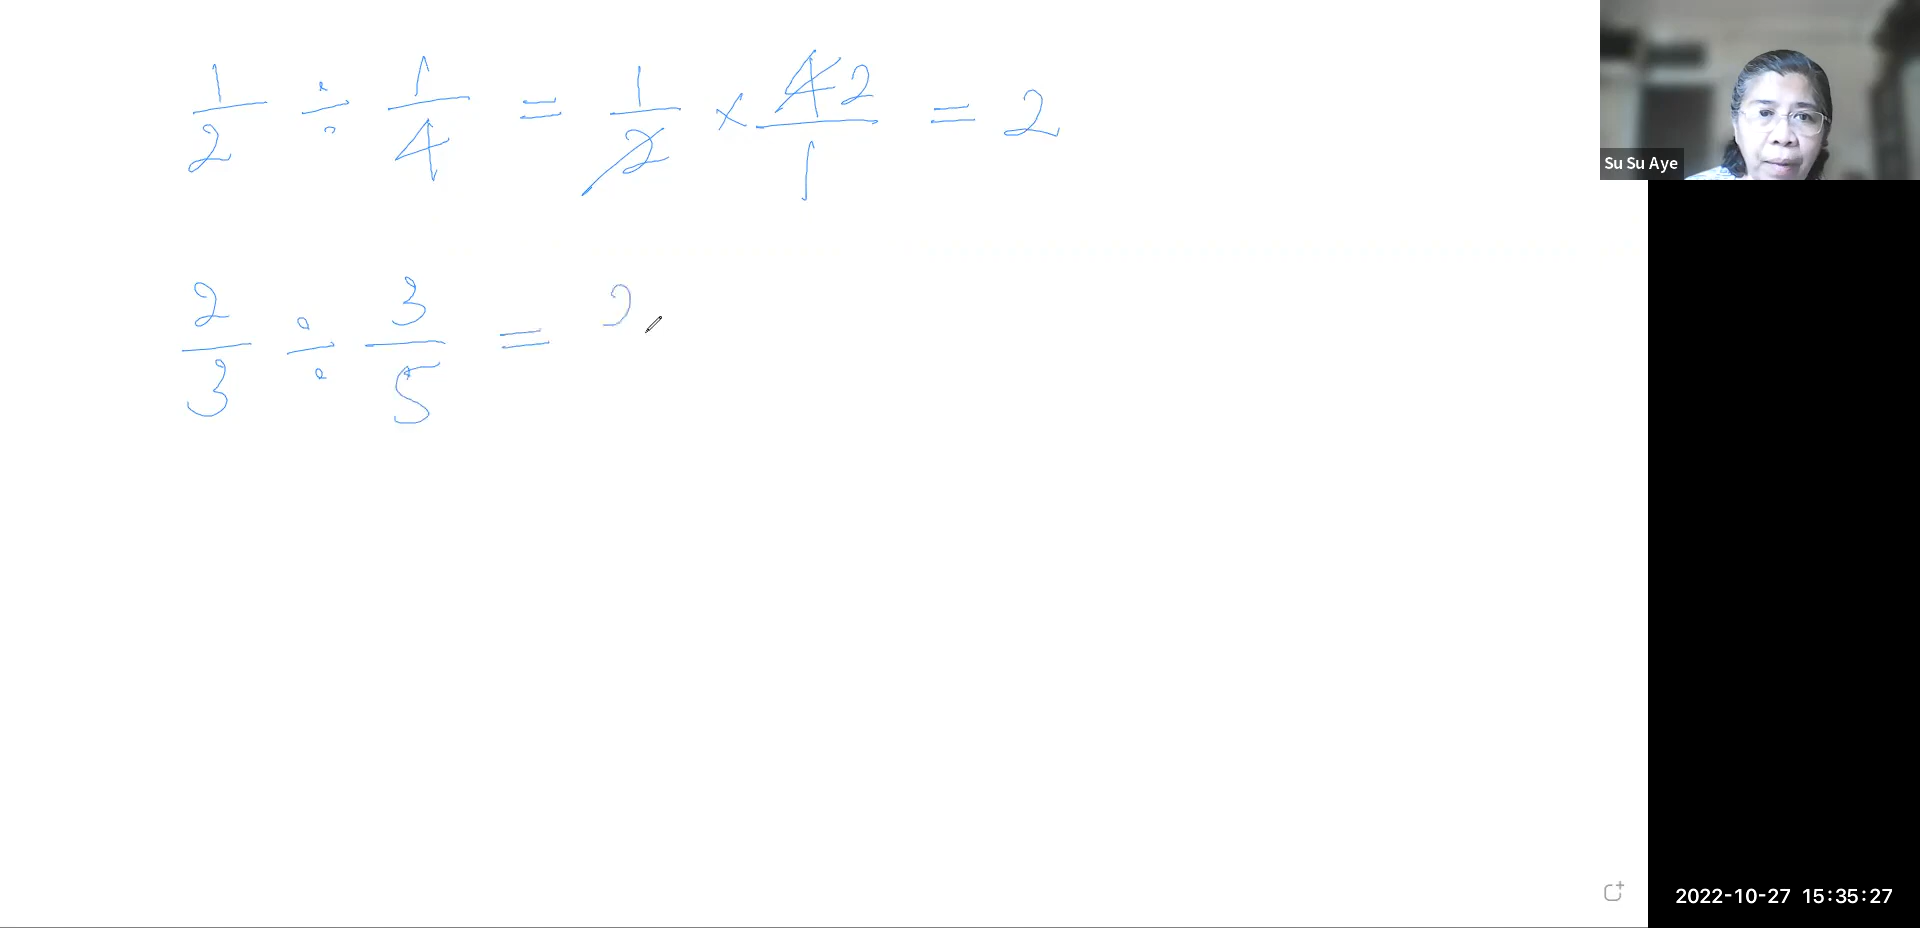 1/2 ÷ 1/4 = 1/2 × 4 2/1 = 2
Su Su Aye
2/3 ÷ 3/5 = 2
2022-10-27 15:35:27